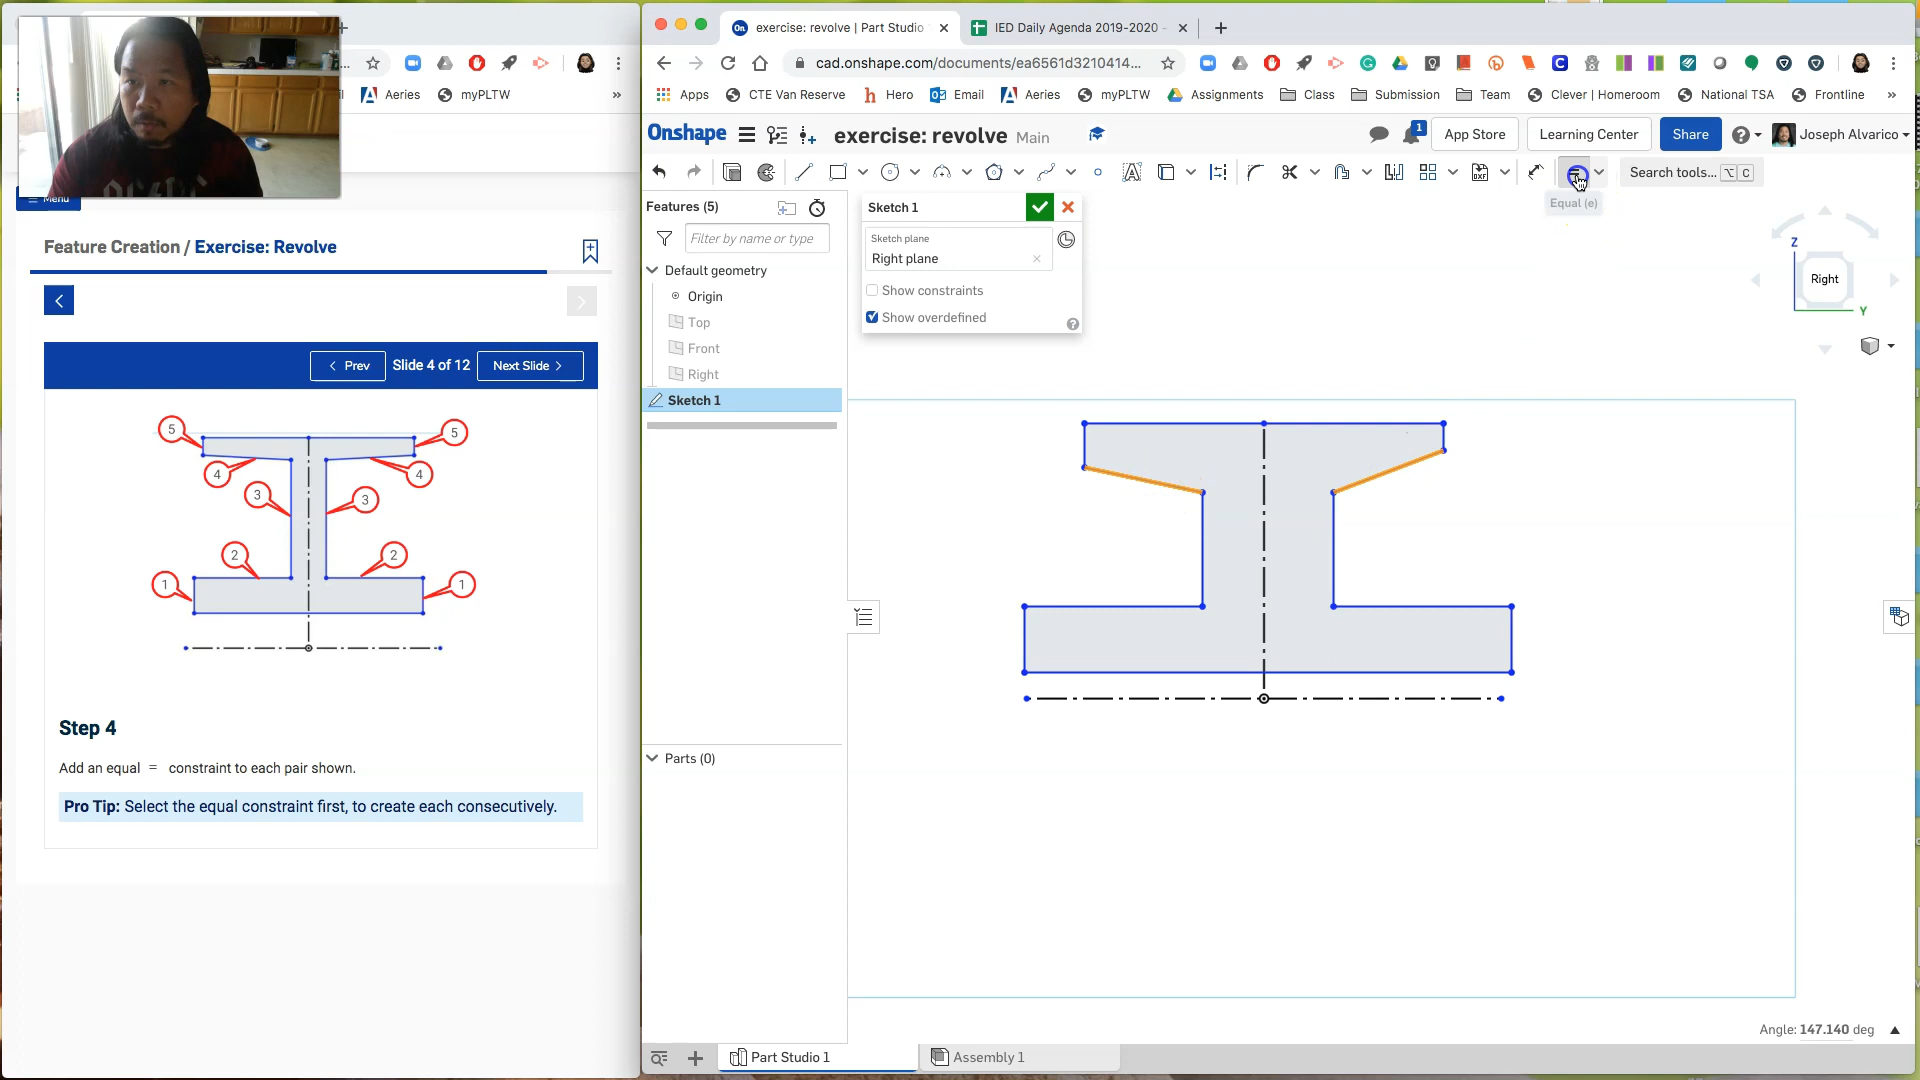 exercise: revolve | Part Studio
IED Daily Agenda 2019-2020 -
cad.onshape.com/documents/ea6561d3210414...
Aeries
myPLTW
»
Apps
CTE Van Reserve
Hero
Email
Aeries
myPLTW
Assignments
Class
Submission
Team
Clever | Homeroom
National TSA
Frontline
»
Onshape
exercise: revolve Main
1
App Store
Learning Center
Share
Joseph Alvarico
Search tools... ⌥ C
Equal (e)
Menu
Feature Creation / Exercise: Revolve
< Prev
Slide 4 of 12
Next Slide >
5
5
4
4
3
3
2
2
1
1
Step 4
Add an equal = constraint to each pair shown.
Pro Tip: Select the equal constraint first, to create each consecutively.
Features (5)
Filter by name or type
Default geometry
Origin
Top
Front
Right
Sketch 1
Parts (0)
Sketch 1
Sketch plane
Right plane
Show constraints
Show overdefined
Z
Right
Y
Angle: 147.140 deg
Part Studio 1
Assembly 1